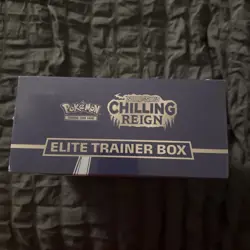 Pokémon
CHILLING
REIGN
ELITE TRAINER BOX